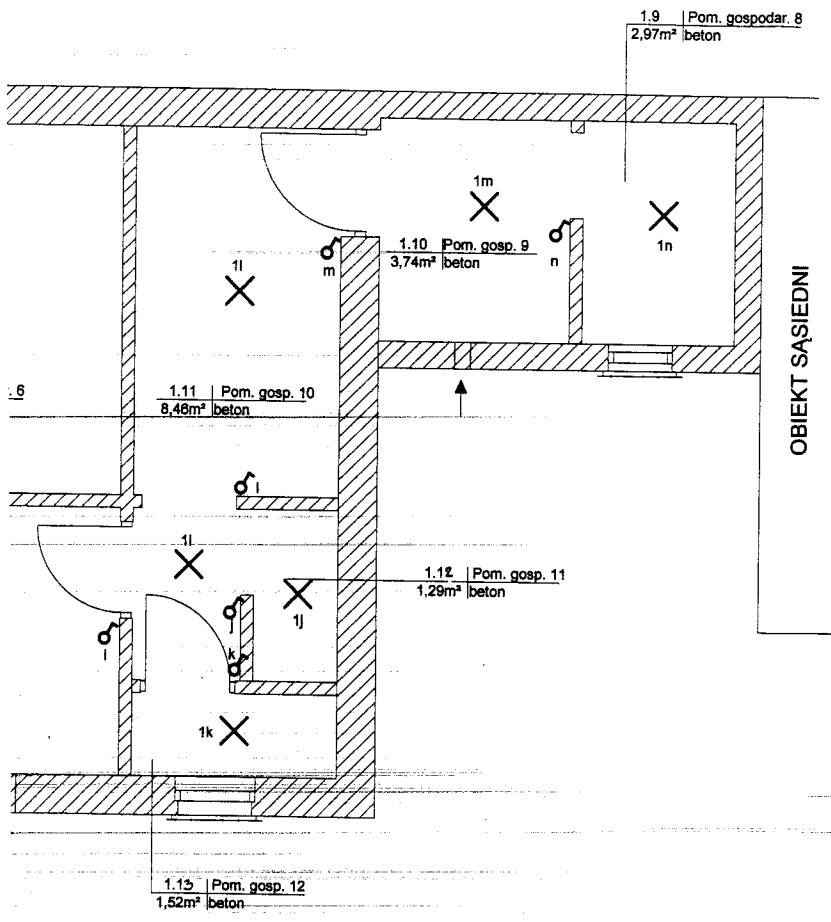 1.9 Pom. gospodar. 8
2,97m² beton
1m
1n
n
m
1.10 Pom. gosp. 9
3,74m² beton
1l
OBIEKT SĄSIEDNI
. 6
1.11 Pom. gosp. 10
8,46m² beton
l
1l
1.12 Pom. gosp. 11
1,29m² beton
j
1j
l
k
1k
1.13 Pom. gosp. 12
1,52m² beton